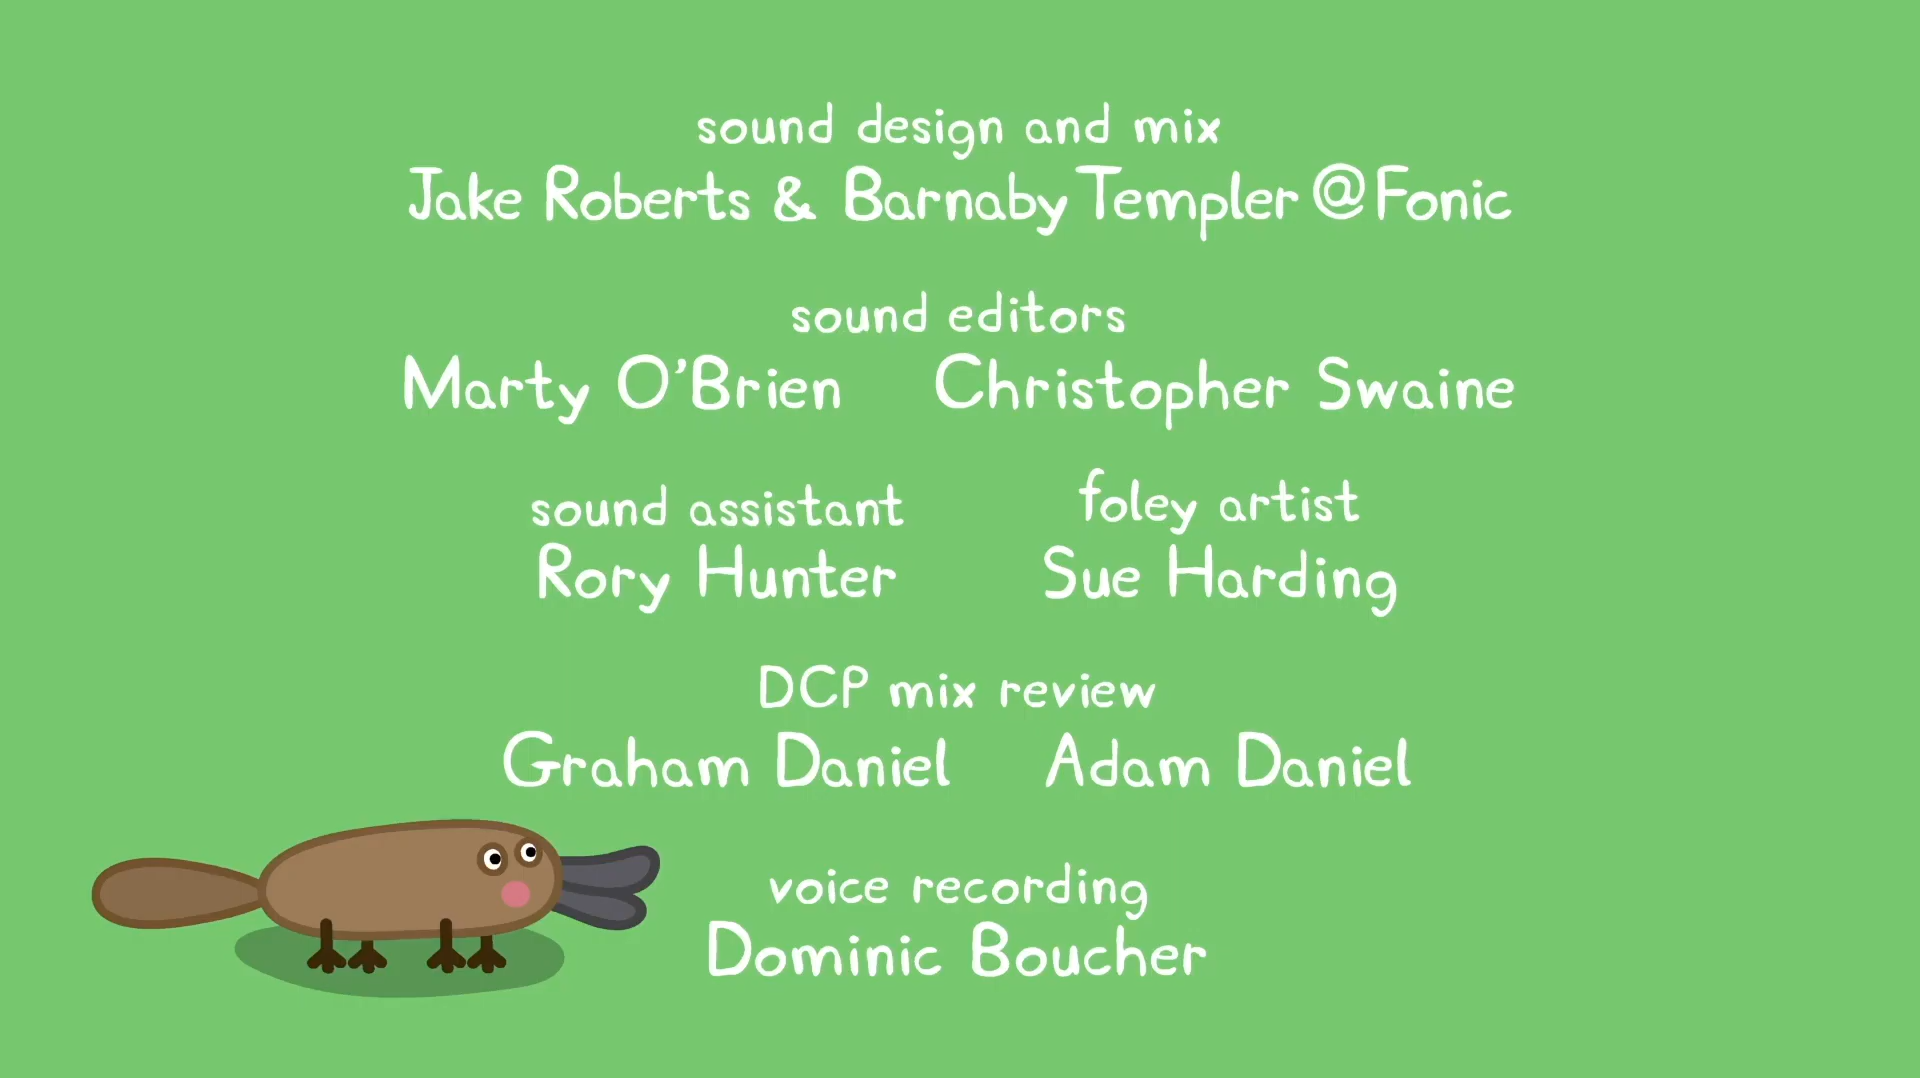 sound design and mix
Jake Roberts & Barnaby Templer @Fonic
sound editors
Marty O'Brien Christopher Swaine
sound assistant foley artist
Rory Hunter Sue Harding
DCP mix review
Graham Daniel Adam Daniel
voice recording
Dominic Boucher